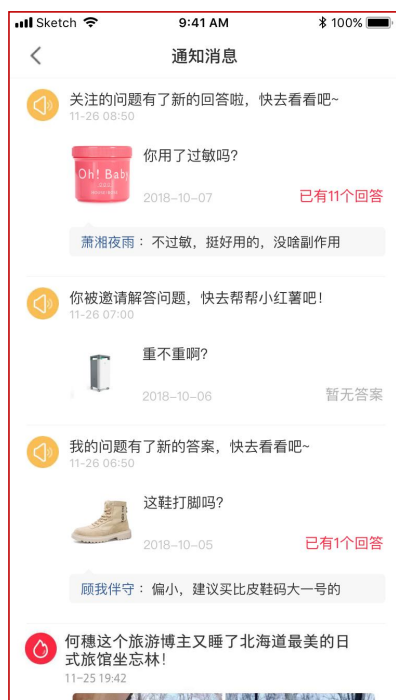 Sketch 9:41 AM 100%
通知消息
关注的问题有了新的回答啦，快去看看吧~
11-26 08:50
你用了过敏吗?
Oh! Baby
2018-10-07 已有11个回答
萧湘夜雨：不过敏，挺好用的，没啥副作用
你被邀请解答问题，快去帮帮小红薯吧！
11-26 07:00
重不重啊?
2018-10-06 暂无答案
我的问题有了新的答案，快去看看吧~
11-26 06:50
这鞋打脚吗?
2018-10-05 已有1个回答
顾我伴守：偏小，建议买比皮鞋码大一号的
何穗这个旅游博主又睡了北海道最美的日
式旅馆坐忘林！
11-25 19:42